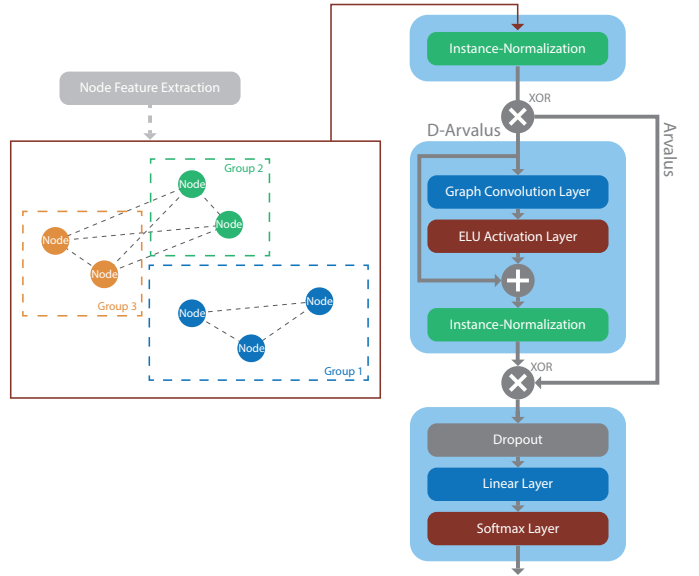 Node Feature Extraction
Group 2
Node
Node
Node
Node
Group 3
Node
Node
Node
Group 1
Instance-Normalization
XOR
D-Arvalus
Arvalus
Graph Convolution Layer
ELU Activation Layer
Instance-Normalization
XOR
Dropout
Linear Layer
Softmax Layer